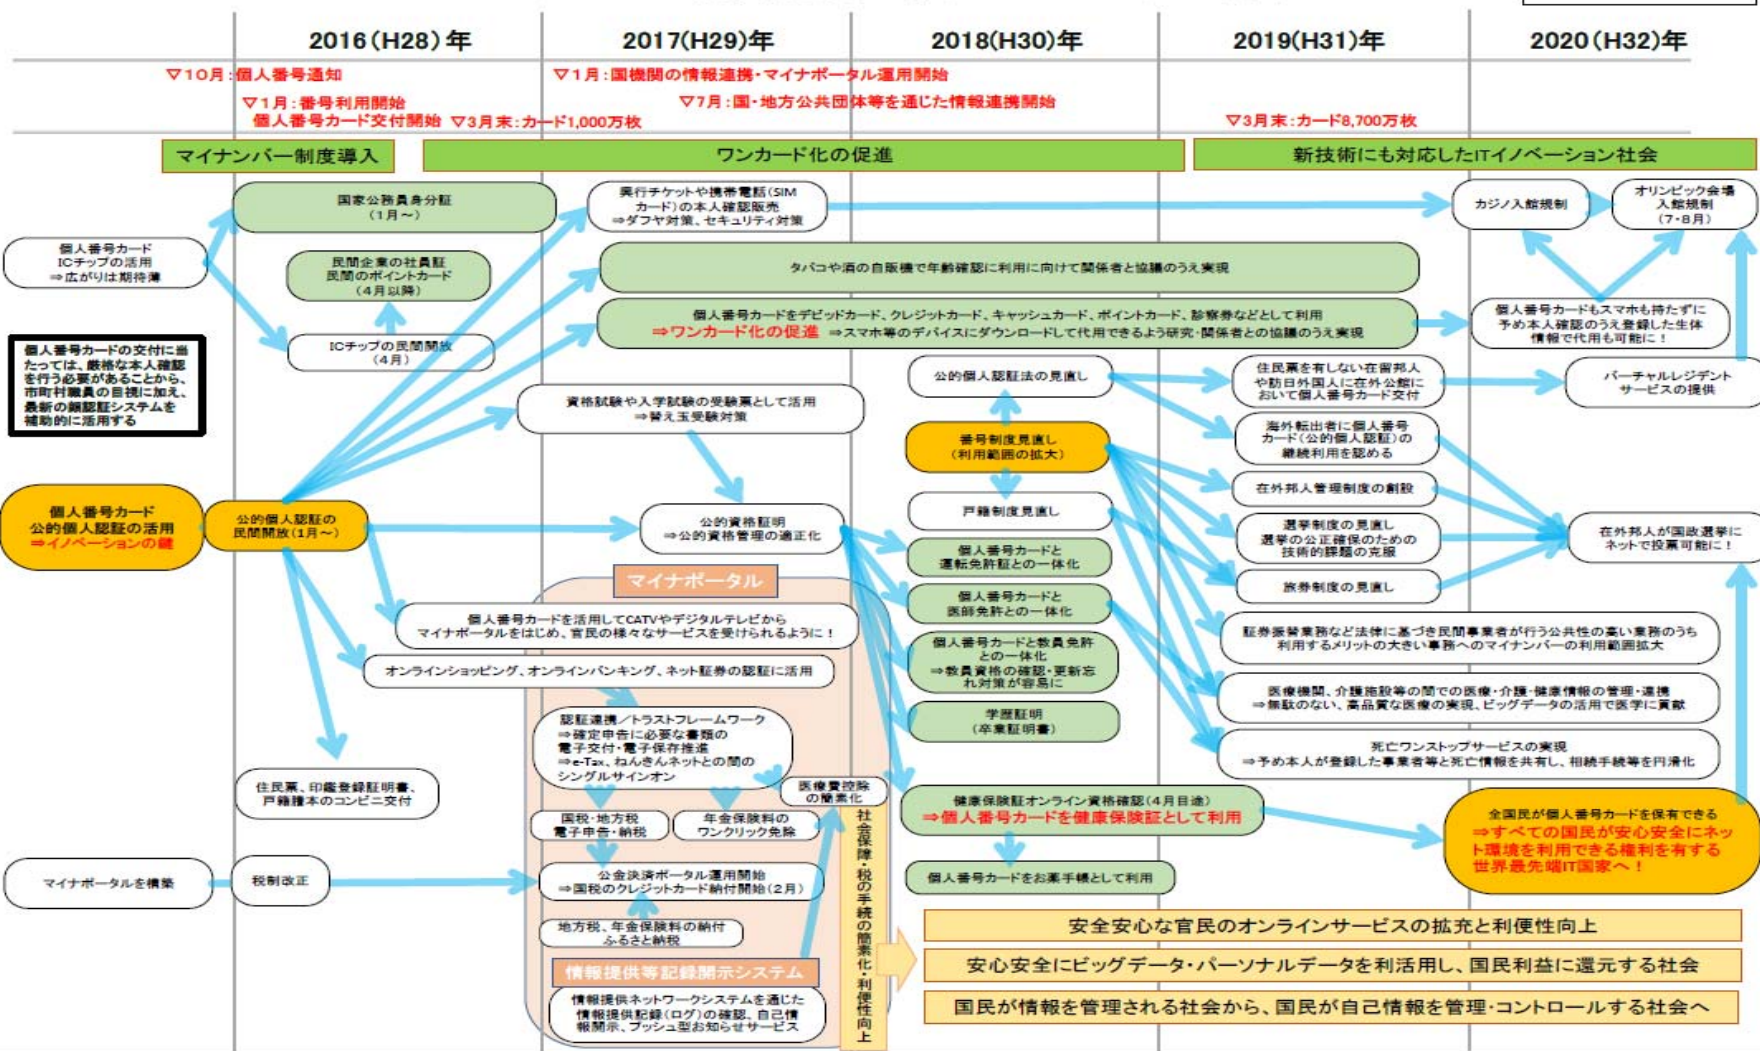 2016(H28)年
2017(H29)年
2018(H30)年
2019(H31)年
2020(H32)年
▽10月:個人番号通知
▽1月:国機関の情報連携・マイナポータル運用開始
▽1月:番号利用開始
個人番号カード交付開始
▽7月:国・地方公共団体等を通じた情報連携開始
▽3月末:カード1,000万枚
▽3月末:カード8,700万枚
マイナンバー制度導入
ワンカード化の促進
新技術にも対応したITイノベーション社会
個人番号カード
ICチップの活用
⇒広がりは期待薄
国家公務員身分証
(1月～)
民間企業の社員証
民間のポイントカード
(4月以降)
ICチップの民間開放
(4月)
興行チケットや携帯電話(SIM
カード)の本人確認販売
⇒ダフヤ対策、セキュリティ対策
カジノ入館規制
オリンピック会場
入館規制
(7・8月)
タバコや酒の自販機で年齢確認に利用に向けて関係者と協議のうえ実現
個人番号カードをデビッドカード、クレジットカード、キャッシュカード、ポイントカード、診察券などとして利用
⇒ワンカード化の促進 ⇒スマホ等のデバイスにダウンロードして代用できるよう研究・関係者との協議のうえ実現
個人番号カードもスマホも持たずに
予め本人確認のうえ登録した生体
情報で代用も可能に!
個人番号カードの交付に当
たっては、厳格な本人確認
を行う必要があることから、
市町村職員の目視に加え、
最新の顔認証システムを
補助的に活用する
資格試験や入学試験の受験票として活用
⇒替え玉受験対策
公的個人認証法の見直し
住民票を有しない在留邦人
や訪日外国人に在外公館に
おいて個人番号カード交付
バーチャルレジデント
サービスの提供
番号制度見直し
(利用範囲の拡大)
海外転出者に個人番号
カード(公的個人認証)の
継続利用を認める
個人番号カード
公的個人認証の活用
⇒イノベーションの鍵
公的個人認証の
民間開放(1月～)
公的資格証明
⇒公的資格管理の適正化
戸籍制度見直し
在外邦人管理制度の創設
選挙制度の見直し
選挙の公正確保のための
技術的課題の克服
在外邦人が国政選挙に
ネットで投票可能に!
旅券制度の見直し
個人番号カードと
運転免許証との一体化
個人番号カードと
医師免許との一体化
個人番号カードと教員免許
との一体化
⇒教員資格の確認・更新忘
れ対策が容易に
学歴証明
(卒業証明書)
証券振替業務など法律に基づき民間事業者が行う公共性の高い業務のうち
利用するメリットの大きい事務へのマイナンバーの利用範囲拡大
医療機関、介護施設等の間での医療・介護・健康情報の管理・連携
⇒無駄のない、高品質な医療の実現、ビッグデータの活用で医学に貢献
死亡ワンストップサービスの実現
⇒予め本人が登録した事業者等と死亡情報を共有し、相続手続等を円滑化
マイナポータル
個人番号カードを活用してCATVやデジタルテレビから
マイナポータルをはじめ、官民の様々なサービスを受けられるように!
オンラインショッピング、オンラインバンキング、ネット証券の認証に活用
認証連携/トラストフレームワーク
⇒確定申告に必要な書類の
電子交付・電子保存推進
⇒e-Tax、ねんきんネットとの間の
シングルサインオン
住民票、印鑑登録証明書、
戸籍謄本のコンビニ交付
医療費控除
の簡素化
国税・地方税
電子申告・納税
年金保険料の
ワンクリック免除
健康保険証オンライン資格確認(4月目途)
⇒個人番号カードを健康保険証として利用
個人番号カードをお薬手帳として利用
全国民が個人番号カードを保有できる
⇒すべての国民が安心安全にネッ
ト環境を利用できる権利を有する
世界最先端IT国家へ!
マイナポータルを構築
税制改正
公金決済ポータル運用開始
⇒国税のクレジットカード納付開始(2月)
地方税、年金保険料の納付
ふるさと納税
情報提供等記録開示システム
情報提供ネットワークシステムを通じた
情報提供記録(ログ)の確認、自己情
報開示、プッシュ型お知らせサービス
社会保障・税の手続の簡素化・利便性向上
安全安心な官民のオンラインサービスの拡充と利便性向上
安心安全にビッグデータ・パーソナルデータを利活用し、国民利益に還元する社会
国民が情報を管理される社会から、国民が自己情報を管理・コントロールする社会へ